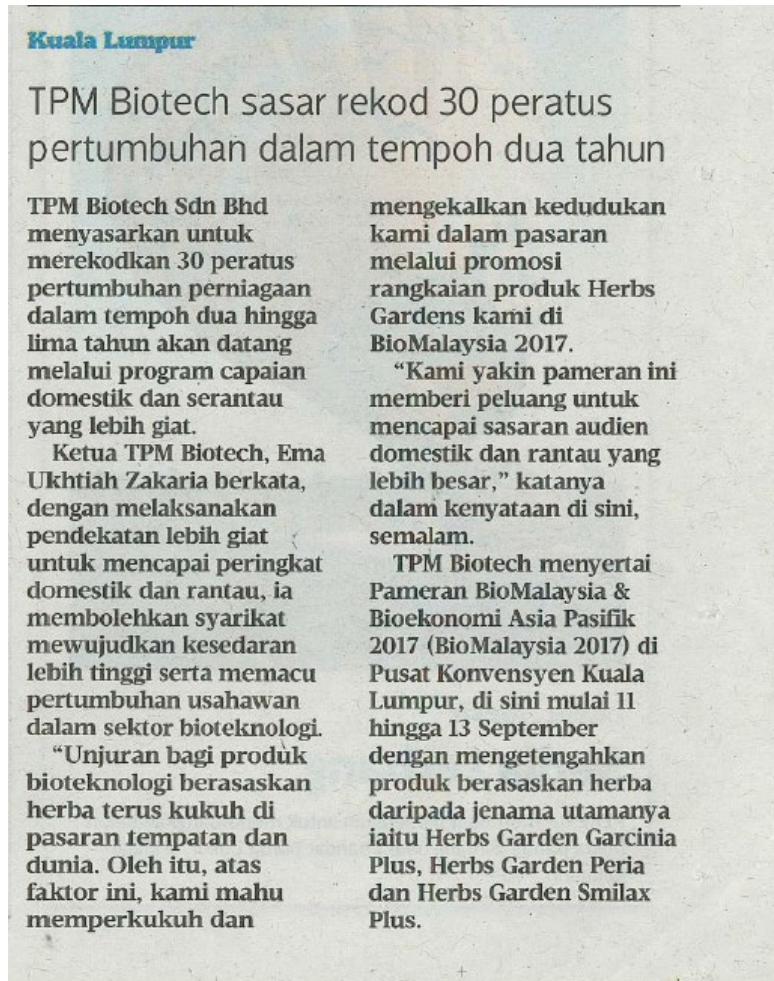 Kuala Lumpur
TPM Biotech sasar rekod 30 peratus
pertumbuhan dalam tempoh dua tahun
TPM Biotech Sdn Bhd
menyasarkan untuk
merekodkan 30 peratus
pertumbuhan perniagaan
dalam tempoh dua hingga
lima tahun akan datang
melalui program capaian
domestik dan serantau
yang lebih giat.
Ketua TPM Biotech, Ema
Ukhtiah Zakaria berkata,
dengan melaksanakan
pendekatan lebih giat
untuk mencapai peringkat
domestik dan rantau, ia
membolehkan syarikat
mewujudkan kesedaran
lebih tinggi serta memacu
pertumbuhan usahawan
dalam sektor bioteknologi.
“Unjuran bagi produk
bioteknologi berasaskan
herba terus kukuh di
pasaran tempatan dan
dunia. Oleh itu, atas
faktor ini, kami mahu
memperkukuh dan
mengekalkan kedudukan
kami dalam pasaran
melalui promosi
rangkaian produk Herbs
Gardens kami di
BioMalaysia 2017.
“Kami yakin pameran ini
memberi peluang untuk
mencapai sasaran audien
domestik dan rantau yang
lebih besar,” katanya
dalam kenyataan di sini,
semalam.
TPM Biotech menyertai
Pameran BioMalaysia &
Bioekonomi Asia Pasifik
2017 (BioMalaysia 2017) di
Pusat Konvensyen Kuala
Lumpur, di sini mulai 11
hingga 13 September
dengan mengetengahkan
produk berasaskan herba
daripada jenama utamanya
iaitu Herbs Garden Garcinia
Plus, Herbs Garden Peria
dan Herbs Garden Smilax
Plus.